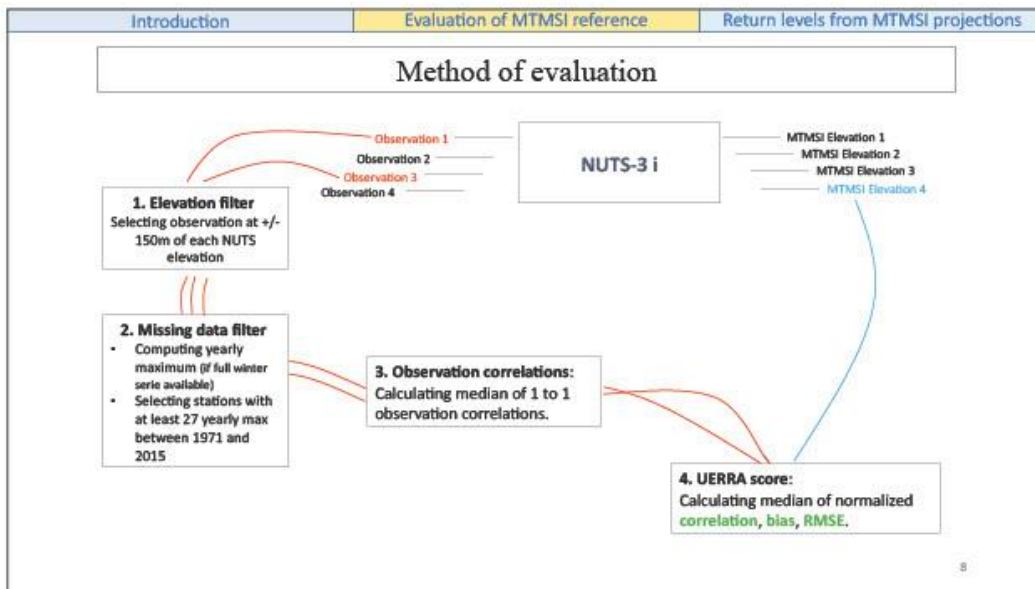 Introduction
Evaluation of MTMSI reference
Return levels from MTMSI projections
Method of evaluation
Observation 1
Observation 2
Observation 3
Observation 4
NUTS-3 i
MTMSI Elevation 1
MTMSI Elevation 2
MTMSI Elevation 3
MTMSI Elevation 4
1. Elevation filter
Selecting observation at +/-
150m of each NUTS
elevation
2. Missing data filter
• Computing yearly
maximum (if full winter
serie available)
• Selecting stations with
at least 27 yearly max
between 1971 and
2015
3. Observation correlations:
Calculating median of 1 to 1
observation correlations.
4. UERRA score:
Calculating median of normalized
correlation, bias, RMSE.
8